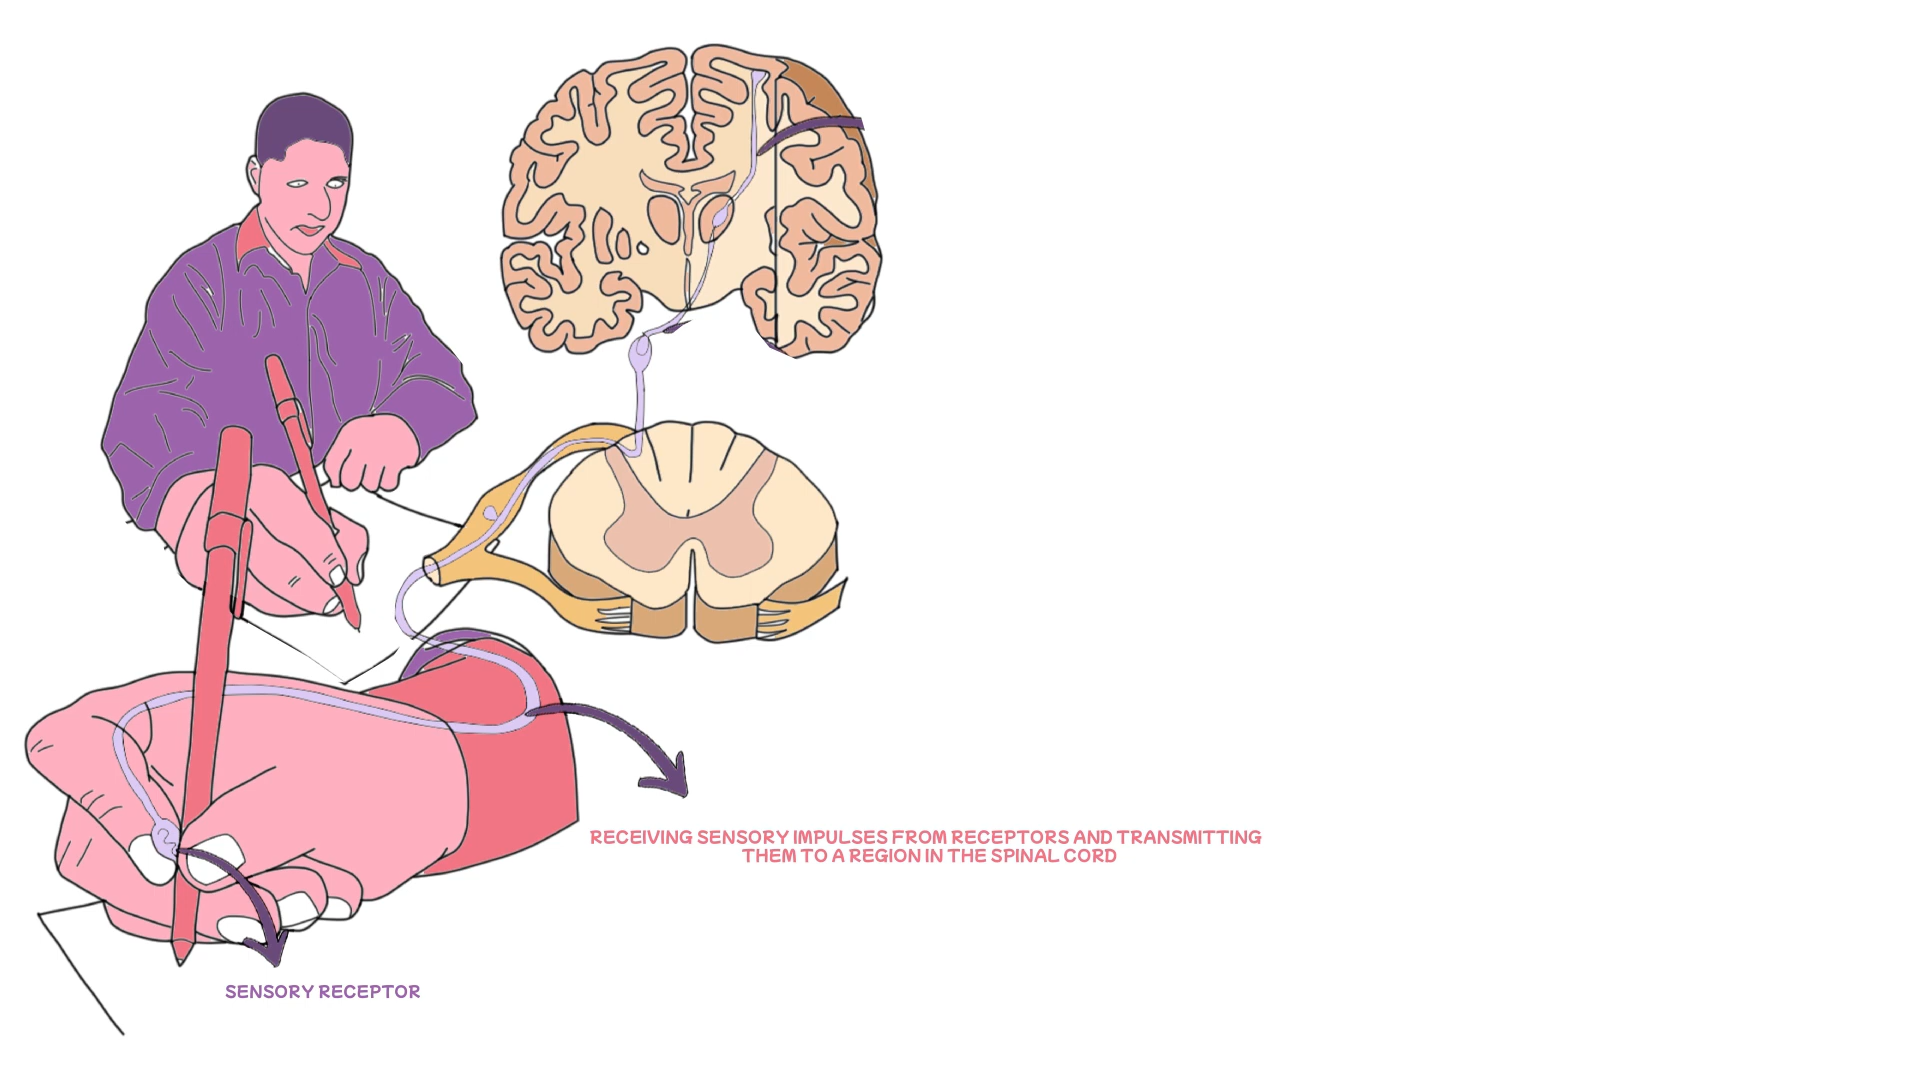 RECEIVING SENSORY IMPULSES FROM RECEPTORS AND TRANSMITTING
THEM TO A REGION IN THE SPINAL CORD
SENSORY RECEPTOR